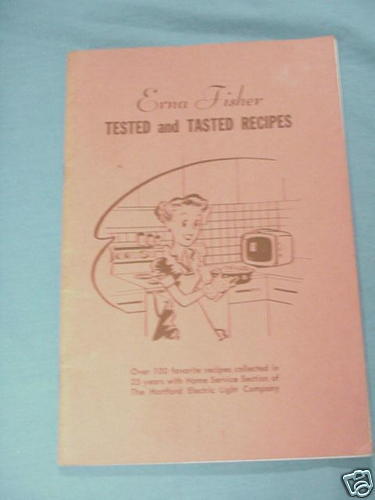 Erna Fisher
TESTED and TASTED RECIPES
Over 100 favorite recipes collected in
25 years with Home Service Section of
The Hartford Electric Light Company
ebY